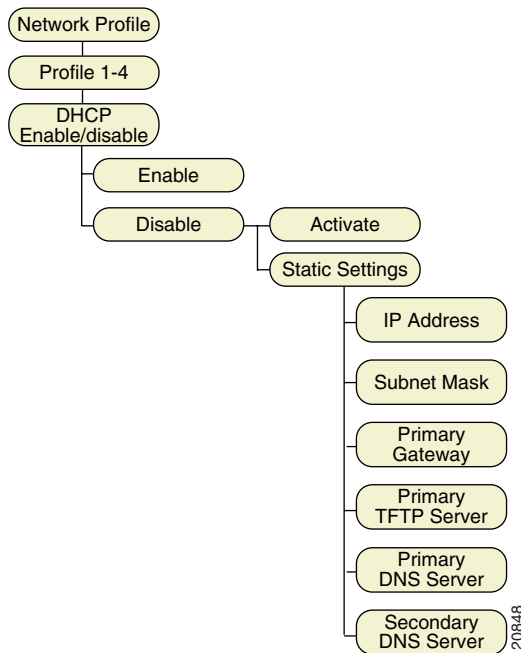 Network Profile
Profile 1-4
DHCP
Enable/disable
Enable
Disable
Activate
Static Settings
IP Address
Subnet Mask
Primary
Gateway
Primary
TFTP Server
Primary
DNS Server
Secondary
DNS Server
20848